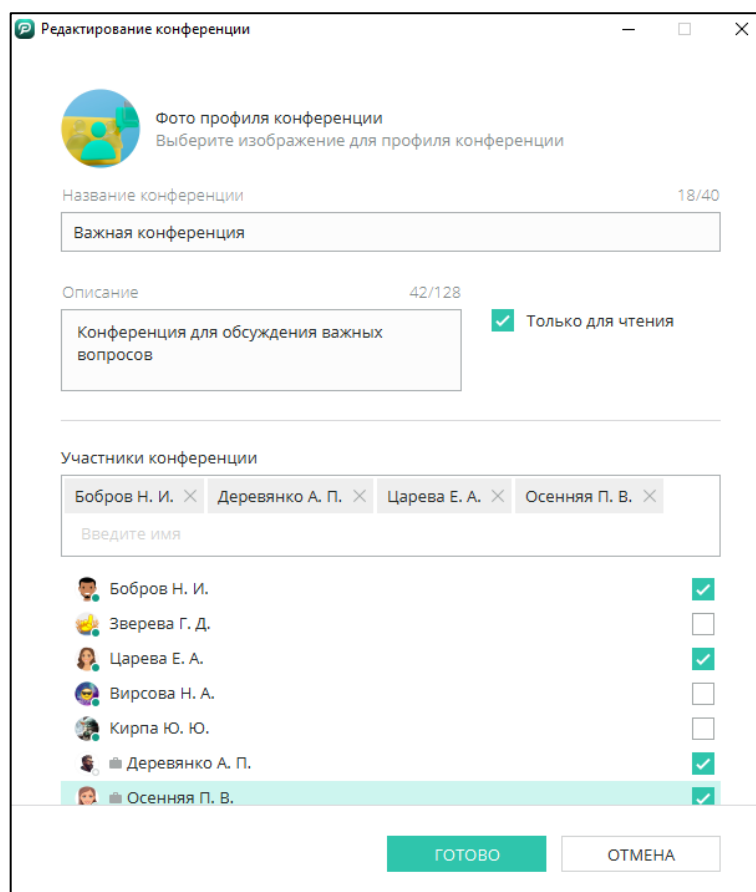 Редактирование конференции
Фото профиля конференции
Выберите изображение для профиля конференции
Название конференции 18/40
Важная конференция
Описание 42/128
Конференция для обсуждения важных
вопросов
Только для чтения
Участники конференции
Бобров Н. И. Деревянко А. П. Царева Е. А. Осенняя П. В.
Введите имя
Бобров Н. И.
Зверева Г. Д.
Царева Е. А.
Вирсова Н. А.
Кирпа Ю. Ю.
Деревянко А. П.
Осенняя П. В.
ГОТОВО ОТМЕНА